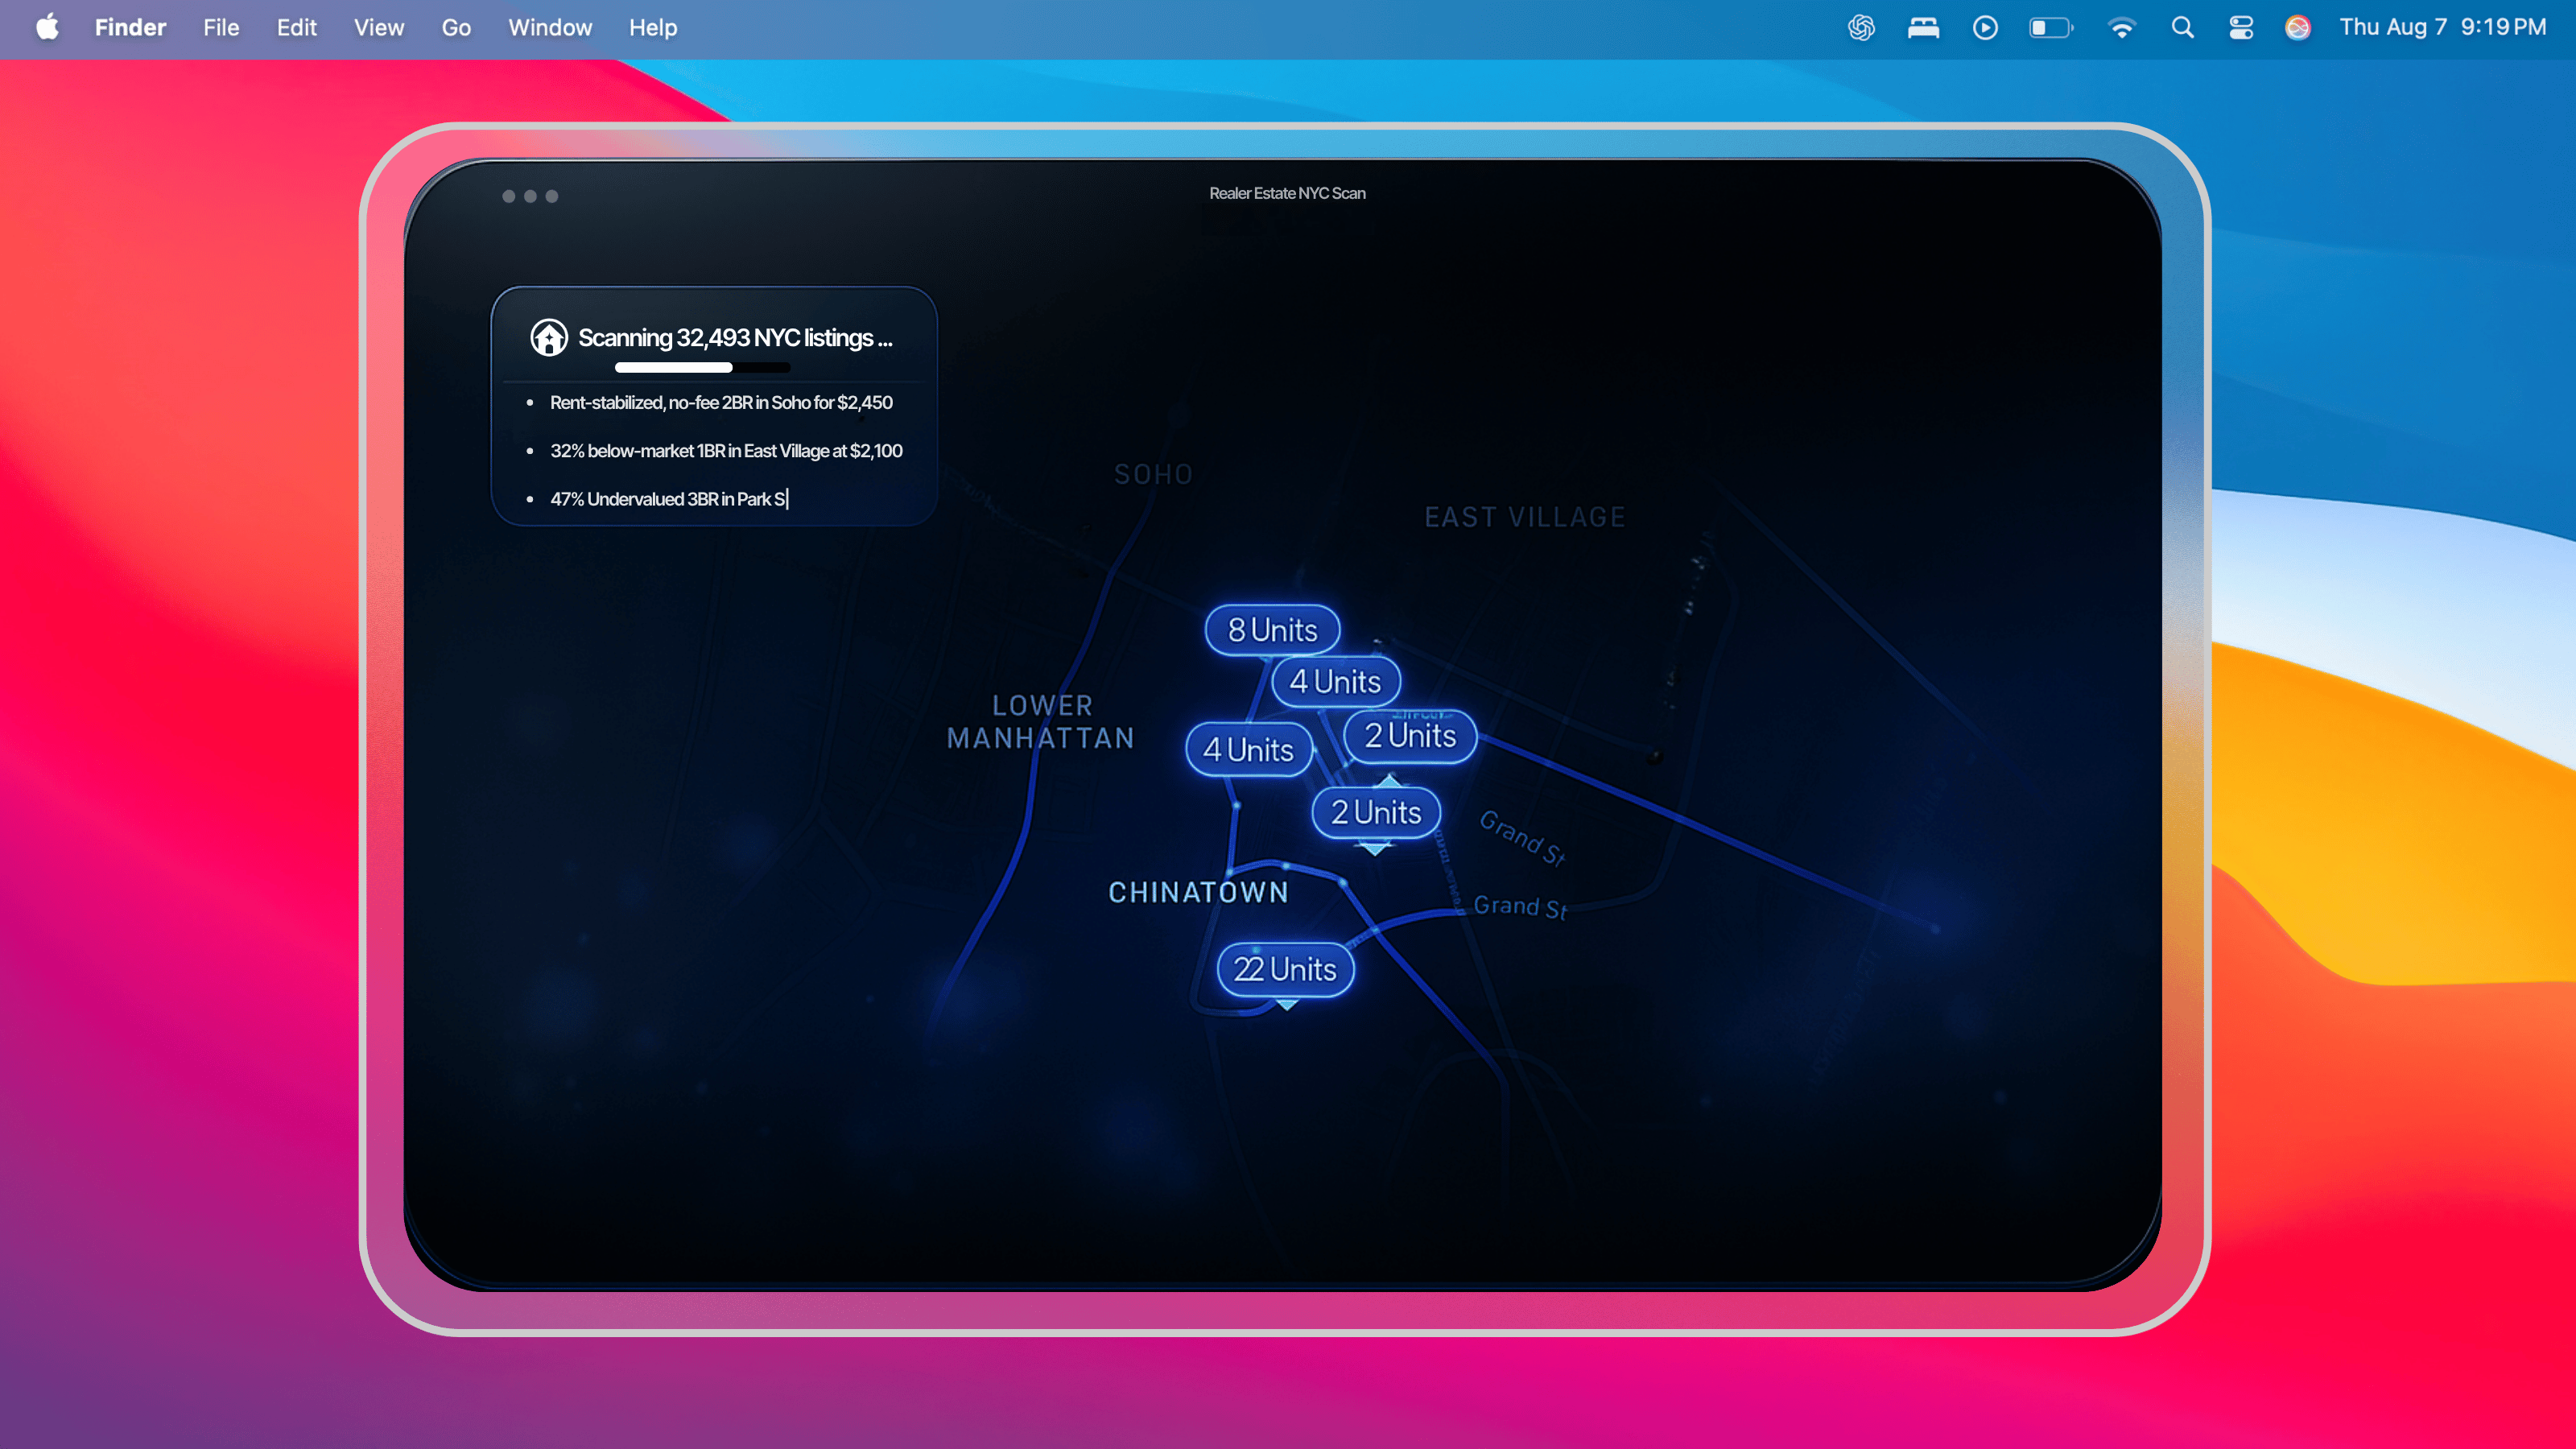 Finder File Edit View Go Window Help Thu Aug 7 9:19 PM
Realer Estate NYC Scan
Scanning 32,493 NYC listings ...
• Rent-stabilized, no-fee 2BR in Soho for $2,450
• 32% below-market 1BR in East Village at $2,100
• 47% Undervalued 3BR in Park S
SOHO
EAST VILLAGE
8 Units
4 Units
LOWER
MANHATTAN
2 Units
4 Units
2 Units
Grand St
CHINATOWN
Grand St
22 Units